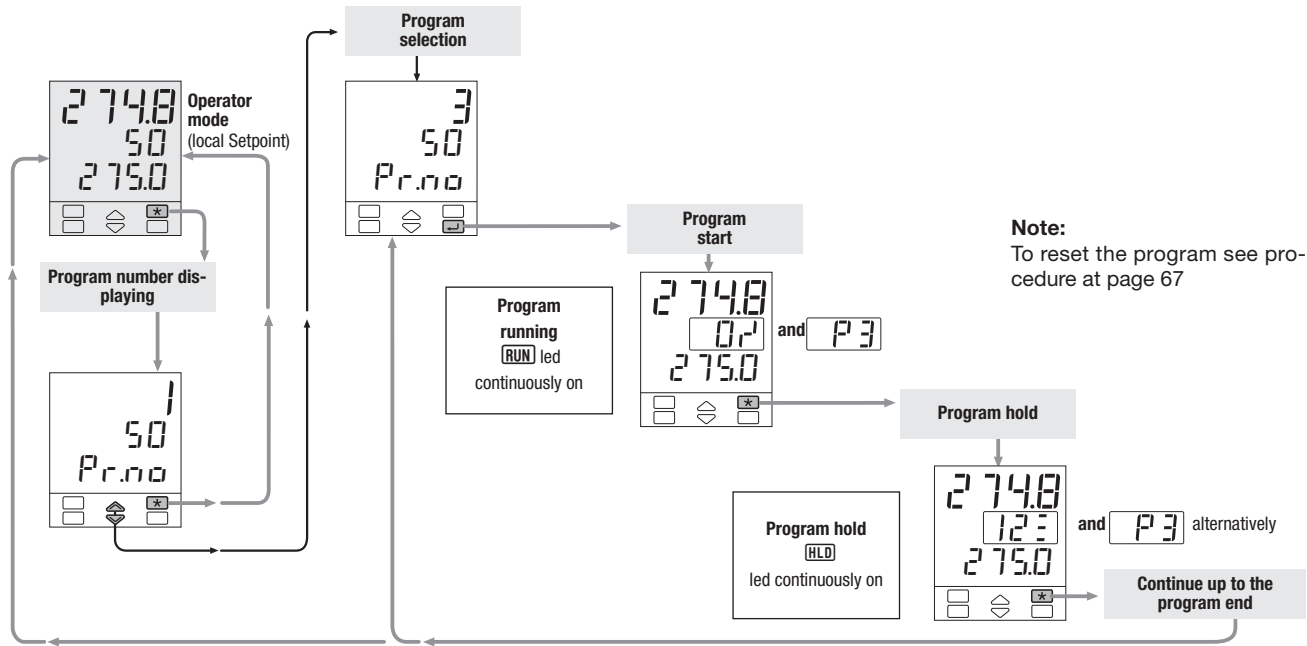 Program
selection
274.8
50
275.0
Operator
mode
(local Setpoint)
*
3
50
Pr.no
Program number dis-
playing
1
50
Pr.no
*
Program
start
Note:
To reset the program see pro-
cedure at page 67
Program
running
RUN led
continuously on
274.8
and P3
275.0
*
Program hold
Program hold
HLD
led continuously on
274.8
12
and P3 alternatively
275.0
*
Continue up to the
program end